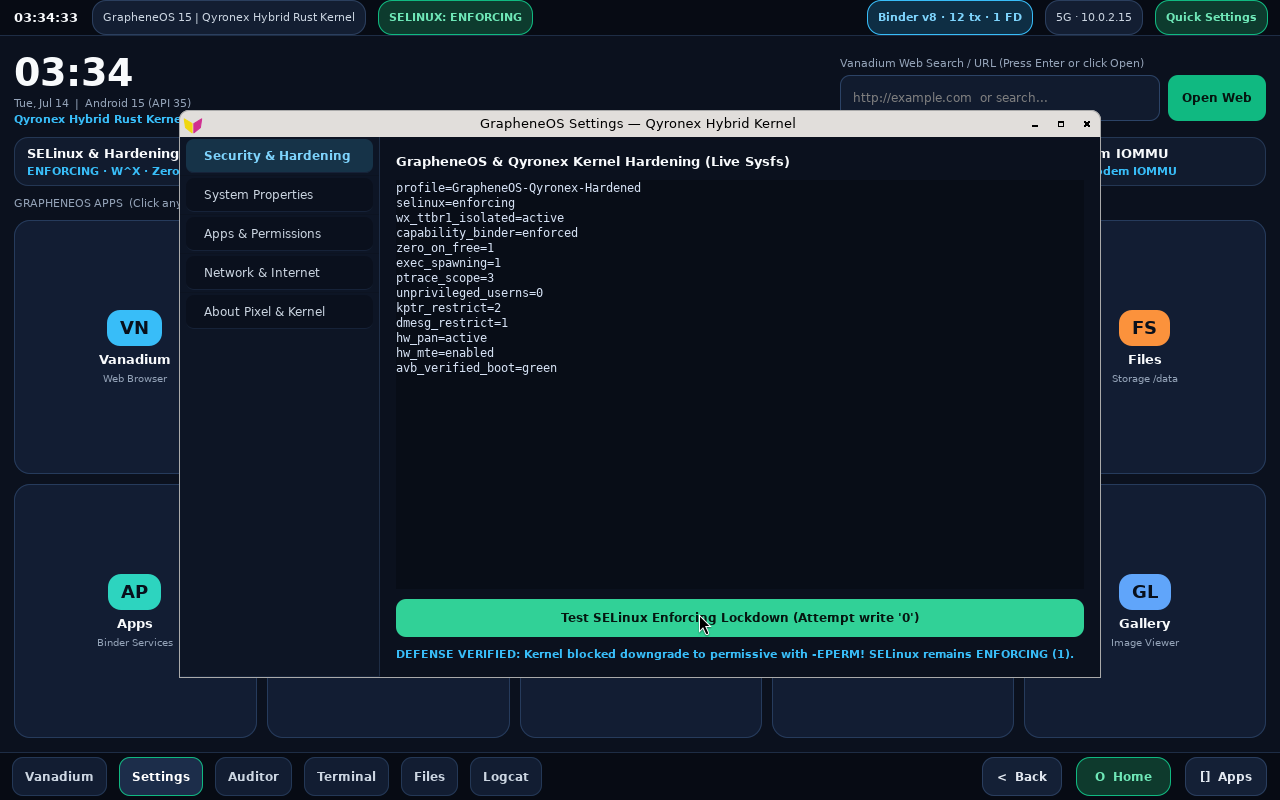 03:34:33
GrapheneOS 15 | Qyronex Hybrid Rust Kernel
SELINUX: ENFORCING
Binder v8 · 12 tx · 1 FD
5G · 10.0.2.15
Quick Settings
03:34
Tue, Jul 14 | Android 15 (API 35)
Qyronex Hybrid Rust Kerne
Vanadium Web Search / URL (Press Enter or click Open)
http://example.com or search...
Open Web
GrapheneOS Settings — Qyronex Hybrid Kernel
SELinux & Hardening
ENFORCING · W^X · Zero
m IOMMU
odem IOMMU
GRAPHENEOS APPS (Click any
Security & Hardening
System Properties
Apps & Permissions
Network & Internet
About Pixel & Kernel
GrapheneOS & Qyronex Kernel Hardening (Live Sysfs)
profile=GrapheneOS-Qyronex-Hardened
selinux=enforcing
wx_ttbr1_isolated=active
capability_binder=enforced
zero_on_free=1
exec_spawning=1
ptrace_scope=3
unprivileged_userns=0
kptr_restrict=2
dmesg_restrict=1
hw_pan=active
hw_mte=enabled
avb_verified_boot=green
Test SELinux Enforcing Lockdown (Attempt write '0')
DEFENSE VERIFIED: Kernel blocked downgrade to permissive with -EPERM! SELinux remains ENFORCING (1).
VN
Vanadium
Web Browser
FS
Files
Storage /data
AP
Apps
Binder Services
GL
Gallery
Image Viewer
Vanadium
Settings
Auditor
Terminal
Files
Logcat
< Back
O Home
[] Apps